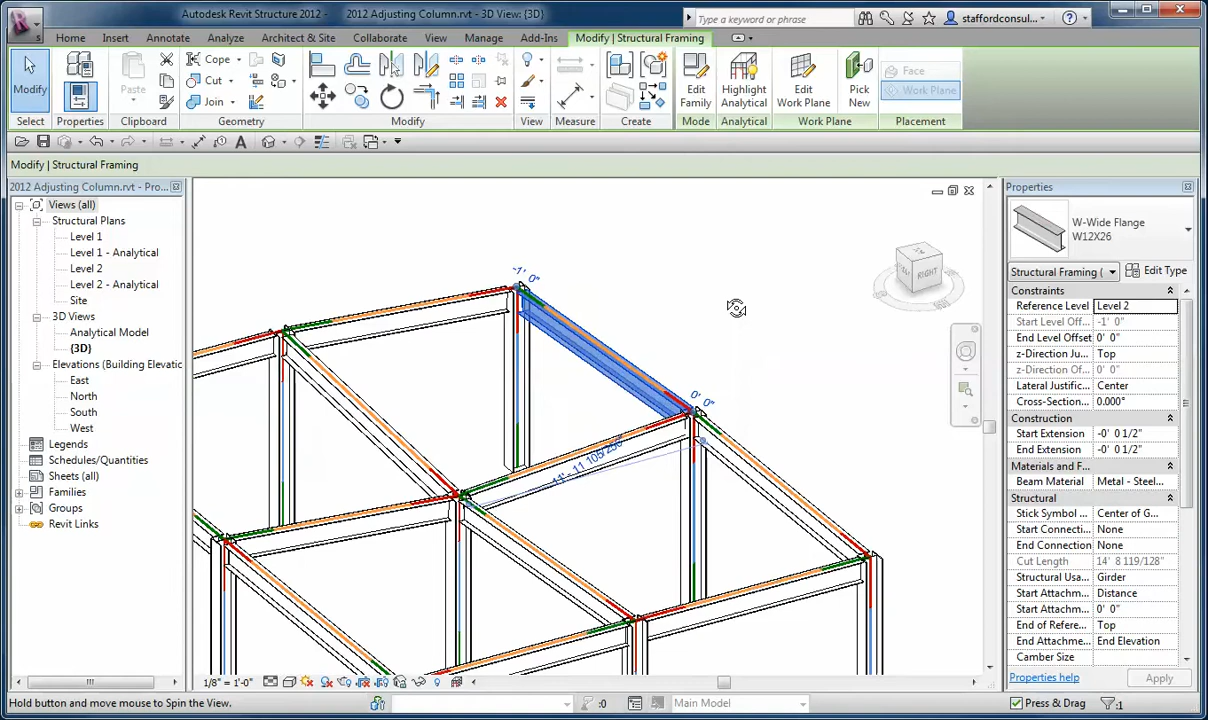 Autodesk Revit Structure 2012 - 2012 Adjusting Column.rvt - 3D View: {3D}
Type a keyword or phrase
staffordconsul...
Home Insert Annotate Analyze Architect & Site Collaborate View Manage Add-Ins Modify | Structural Framing
Cope
Cut
Join
Modify
Paste
Edit Family
Highlight Analytical
Edit Work Plane
Pick New
Face
Work Plane
Select Properties Clipboard Geometry Modify View Measure Create Mode Analytical Work Plane Placement
Modify | Structural Framing
2012 Adjusting Column.rvt - Pro...
Views (all)
Structural Plans
Level 1
Level 1 - Analytical
Level 2
Level 2 - Analytical
Site
3D Views
Analytical Model
{3D}
Elevations (Building Elevatic
East
North
South
West
Legends
Schedules/Quantities
Sheets (all)
Families
Groups
Revit Links
-1' 0"
0' 0"
RIGHT
Properties
W-Wide Flange
W12X26
Structural Framing (
Edit Type
Constraints
Reference Level Level 2
Start Level Off... -1' 0"
End Level Offset 0' 0"
z-Direction Ju... Top
z-Direction Of... 0' 0"
Lateral Justific... Center
Cross-Section... 0.000°
Construction
Start Extension -0' 0 1/2"
End Extension -0' 0 1/2"
Materials and F...
Beam Material Metal - Steel...
Structural
Stick Symbol ... Center of G...
Start Connecti... None
End Connection None
Cut Length 14' 8 119/128"
Structural Usa... Girder
Start Attachm... Distance
Start Attachm... 0' 0"
End of Refere... Top
End Attachme... End Elevation
Camber Size
Properties help
Apply
1/8" = 1'-0"
Hold button and move mouse to Spin the View.
:0
Main Model
Press & Drag
:1